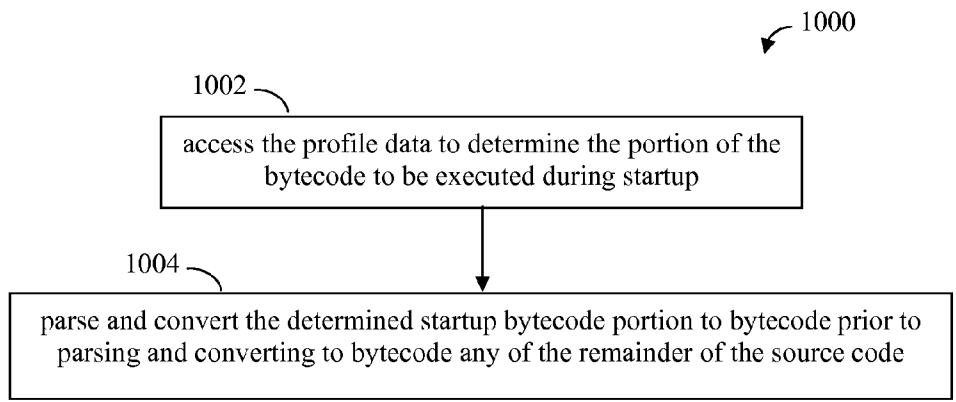 1000
1002
access the profile data to determine the portion of the
bytecode to be executed during startup
1004
parse and convert the determined startup bytecode portion to bytecode prior to
parsing and converting to bytecode any of the remainder of the source code